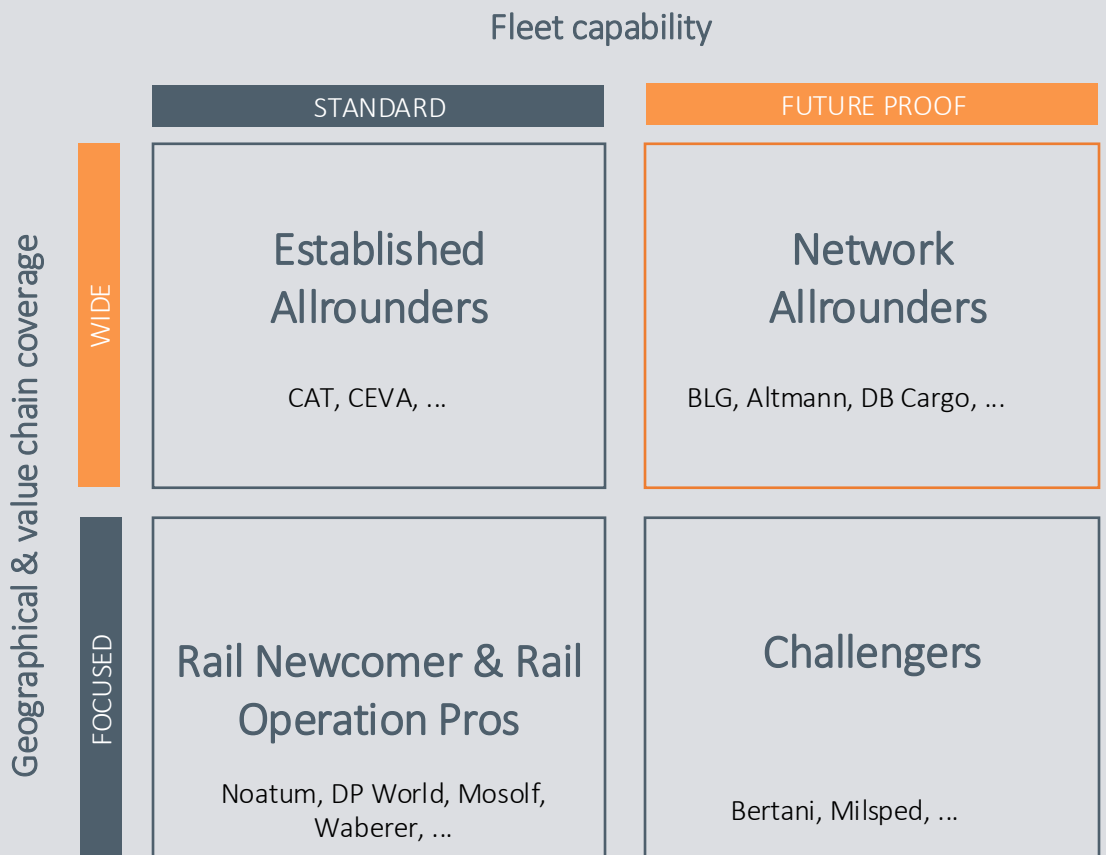 Fleet capability
STANDARD
FUTURE PROOF
Geographical & value chain coverage
WIDE
Established
Allrounders
CAT, CEVA, ...
Network
Allrounders
BLG, Altmann, DB Cargo, ...
FOCUSED
Rail Newcomer & Rail
Operation Pros
Noatum, DP World, Mosolf,
Waberer, ...
Challengers
Bertani, Milsped, ...